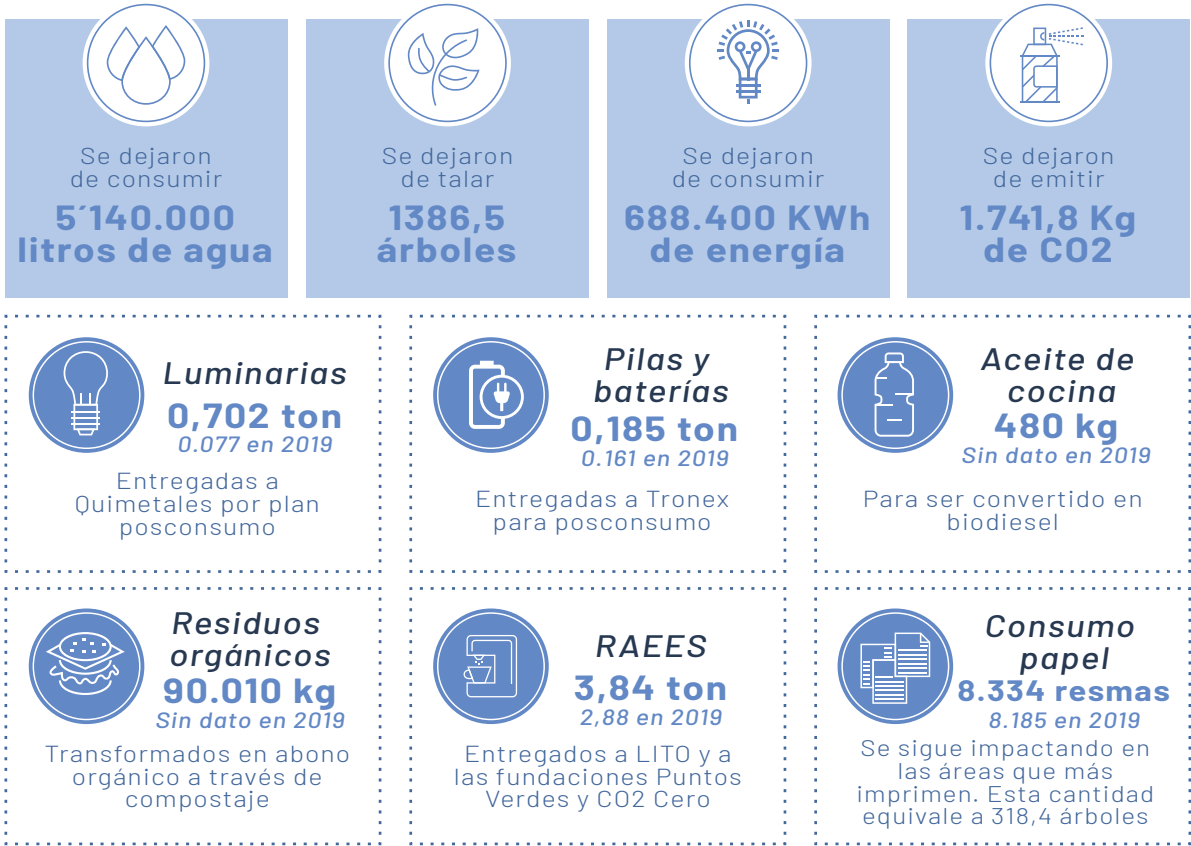 Se dejaron
de consumir
5´140.000
litros de agua
Se dejaron
de talar
1386,5
árboles
Se dejaron
de consumir
688.400 KWh
de energía
Se dejaron
de emitir
1.741,8 Kg
de CO2
Luminarias
0,702 ton
0.077 en 2019
Entregadas a
Quimetales por plan
posconsumo
Pilas y
baterías
0,185 ton
0.161 en 2019
Entregadas a Tronex
para posconsumo
Aceite de
cocina
480 kg
Sin dato en 2019
Para ser convertido en
biodiesel
Residuos
orgánicos
90.010 kg
Sin dato en 2019
Transformados en abono
orgánico a través de
compostaje
RAEES
3,84 ton
2,88 en 2019
Entregados a LITO y a
las fundaciones Puntos
Verdes y CO2 Cero
Consumo
papel
8.334 resmas
8.185 en 2019
Se sigue impactando en
las áreas que más
imprimen. Esta cantidad
equivale a 318,4 árboles